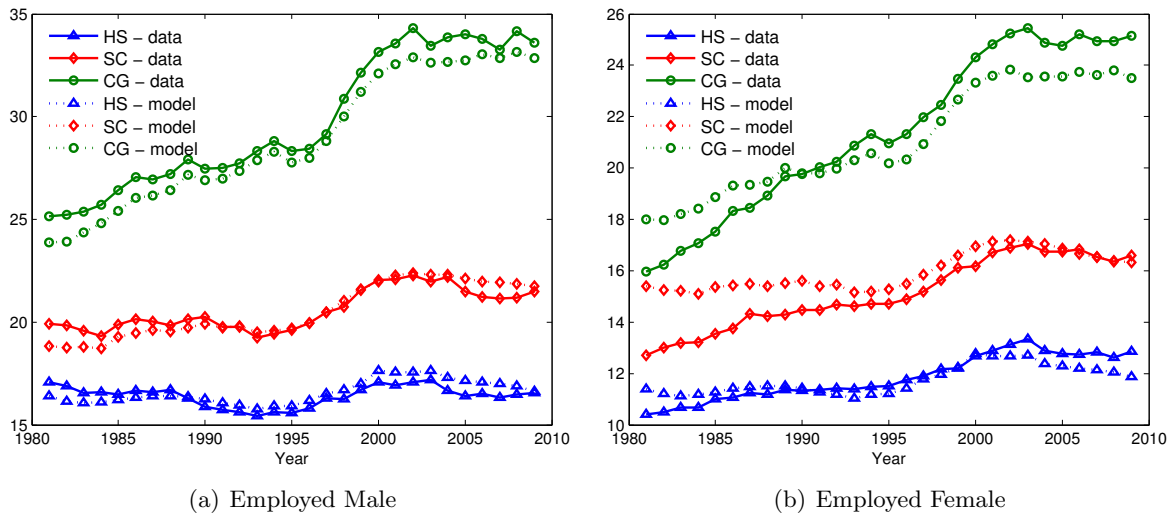 35
30
25
20
15
1980 1985 1990 1995 2000 2005 2010
Year
HS – data
SC – data
CG – data
HS – model
SC – model
CG – model
(a) Employed Male
26
24
22
20
18
16
14
12
10
1980 1985 1990 1995 2000 2005 2010
Year
HS – data
SC – data
CG – data
HS – model
SC – model
CG – model
(b) Employed Female